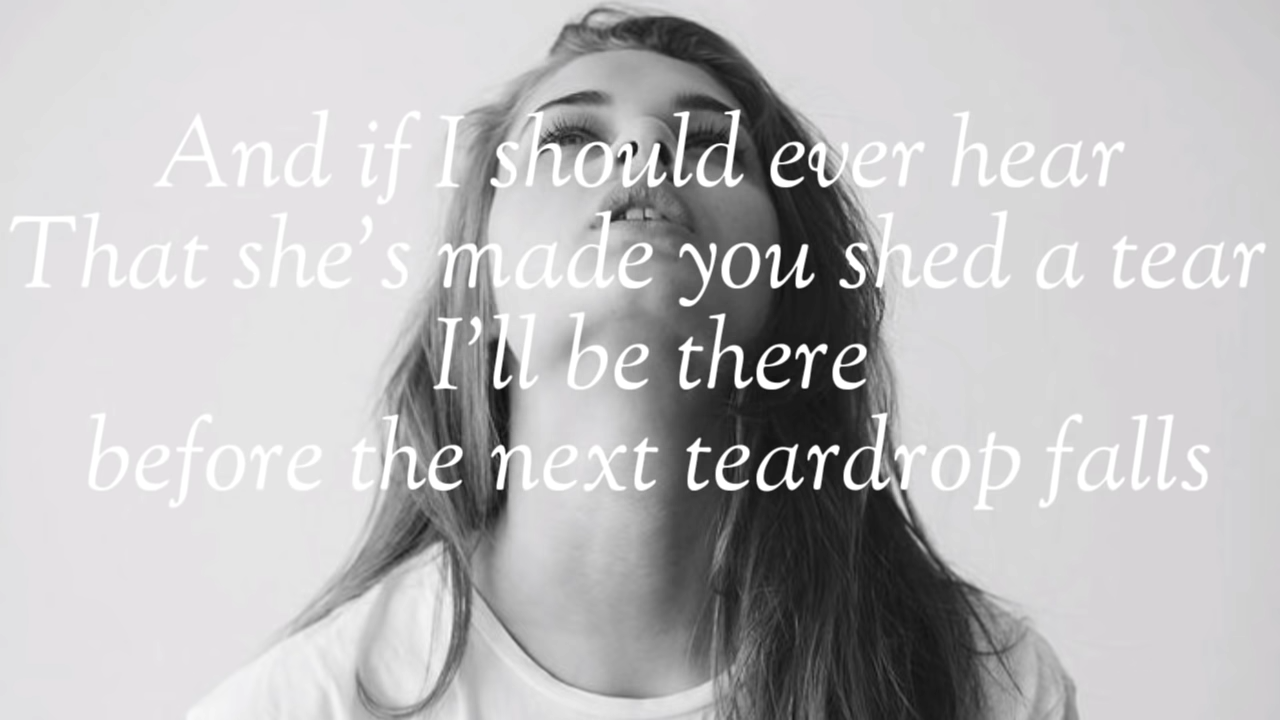 And if I should ever hear
That she’s made you shed a tear
I’ll be there
before the next teardrop falls